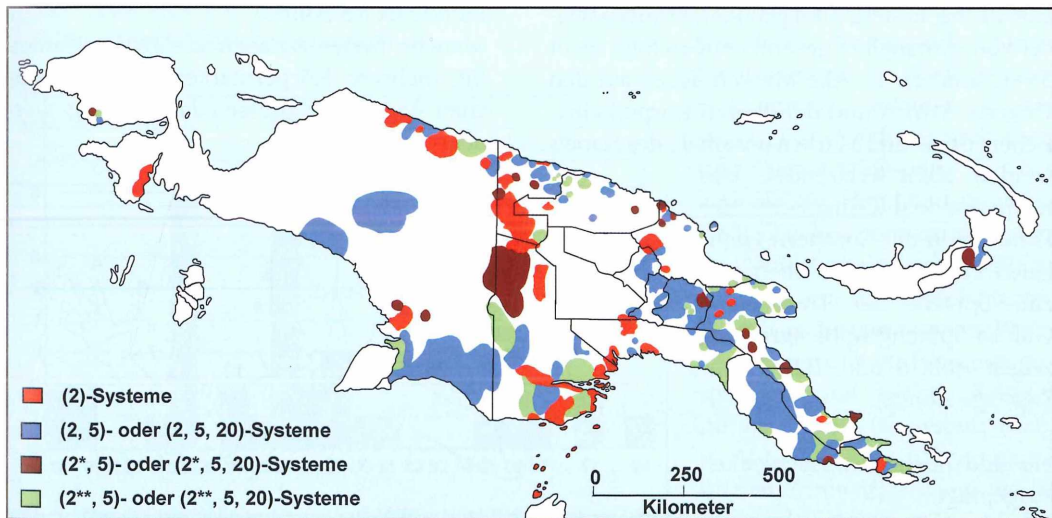 (2)-Systeme
(2, 5)- oder (2, 5, 20)-Systeme
(2*, 5)- oder (2*, 5, 20)-Systeme
(2**, 5)- oder (2**, 5, 20)-Systeme
0 250 500
Kilometer